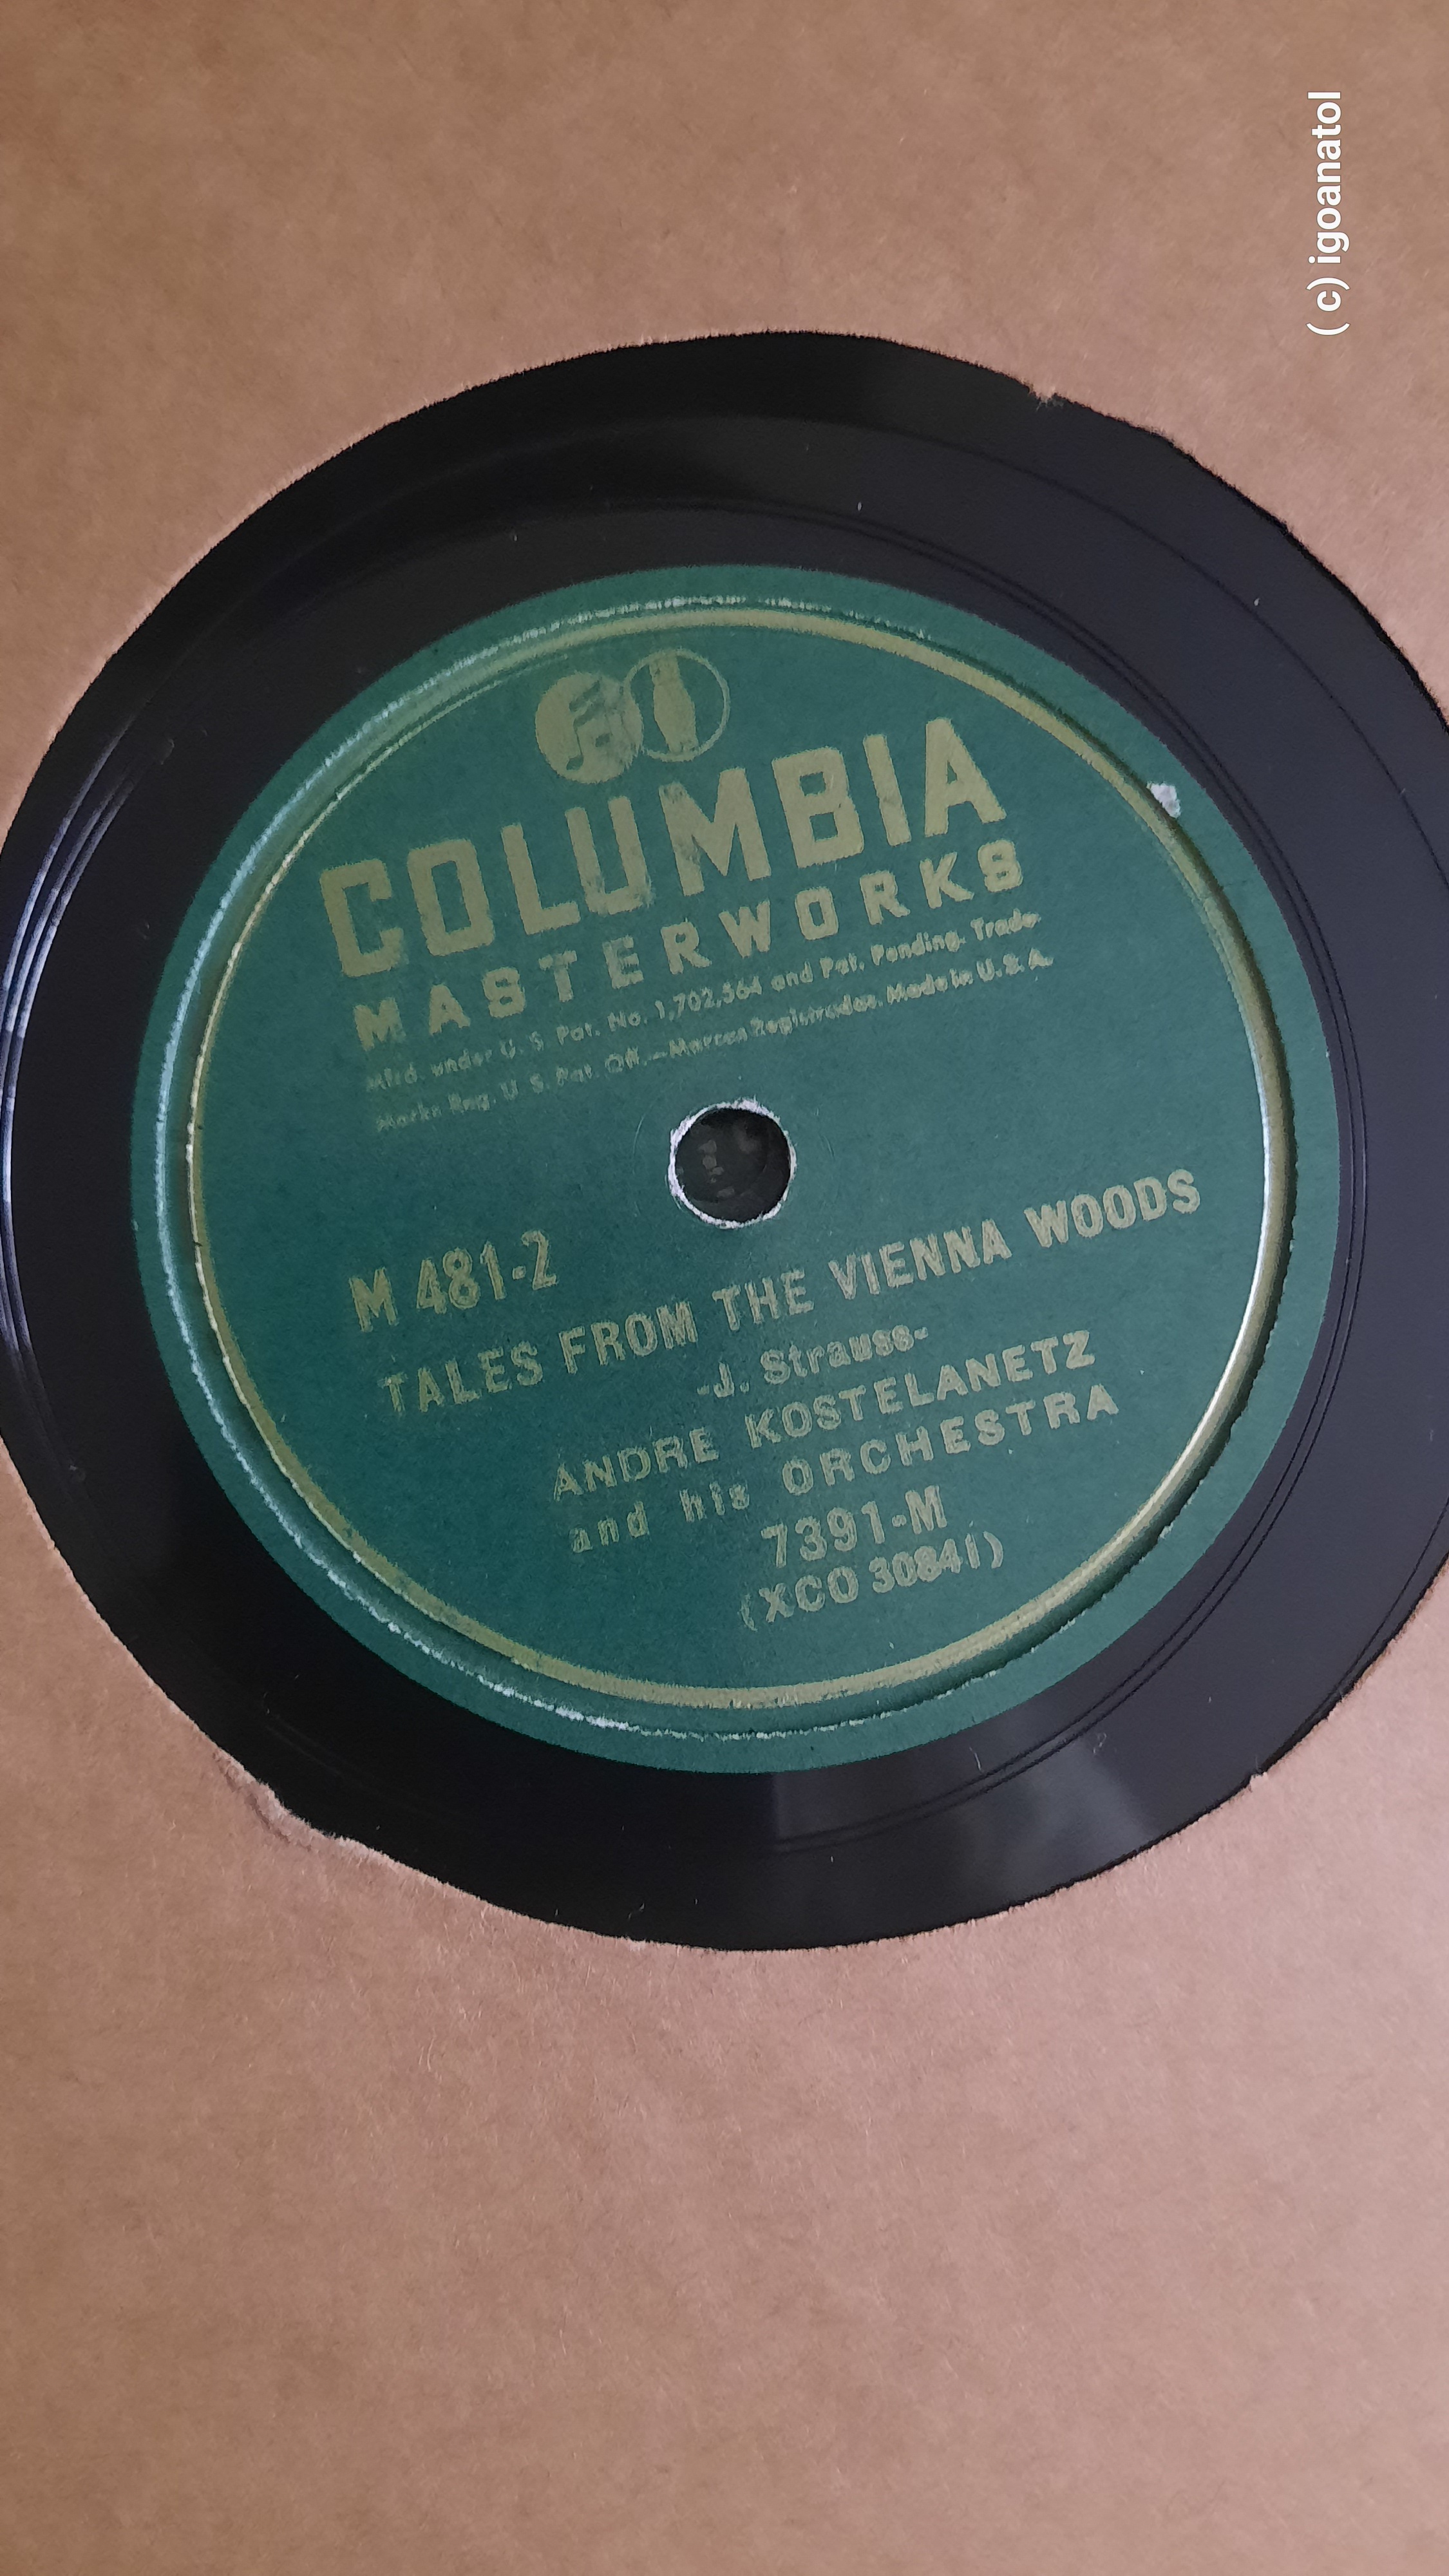 COLUMBIA
MASTERWORKS
Mfrd. under U. S. Pat. No. 1,702,564 and Pat. Pending. Trade-
Marks Reg. U. S. Pat. Off.—Marcas Registradas. Made in U.S.A.
M 481-2
TALES FROM THE VIENNA WOODS
-J. Strauss-
ANDRE KOSTELANETZ
and his ORCHESTRA
7391-M
(XCO 30841)
(c) igoanatol